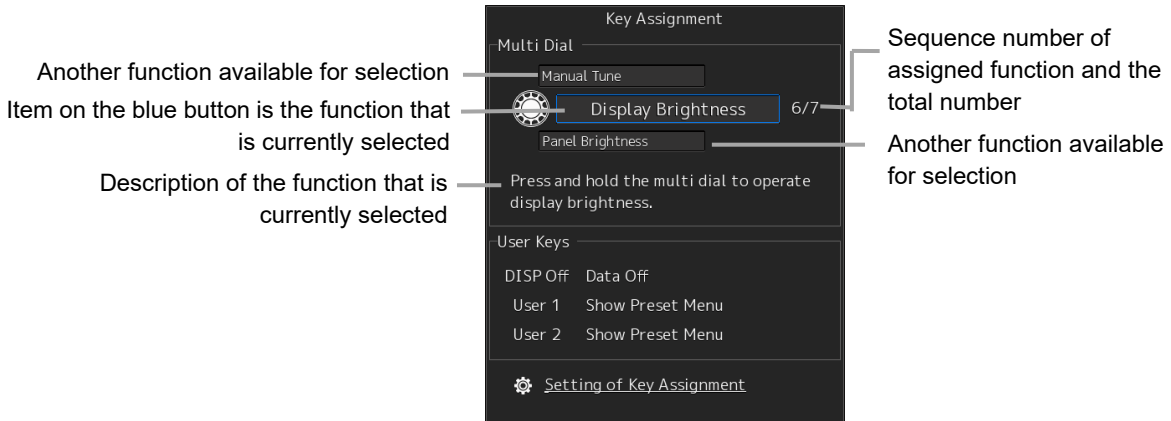 Key Assignment
Multi Dial
Manual Tune
Display Brightness 6/7
Panel Brightness
Press and hold the multi dial to operate
display brightness.
User Keys
DISP Off Data Off
User 1 Show Preset Menu
User 2 Show Preset Menu
Setting of Key Assignment
Another function available for selection
Item on the blue button is the function that
is currently selected
Description of the function that is
currently selected
Sequence number of
assigned function and the
total number
Another function available
for selection